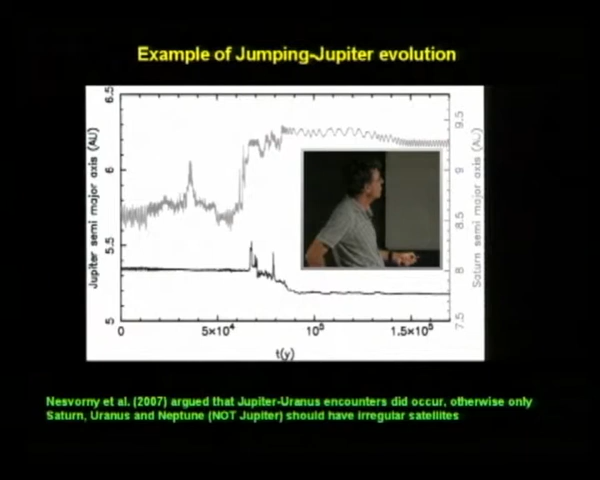 Example of Jumping-Jupiter evolution
6.5
6
5.5
5
Jupiter semi major axis (AU)
9.5
9
8.5
8
7.5
Saturn semi major axis (AU)
0
5×10⁴
10⁵
1.5×10⁵
t(y)
Nesvorny et al. (2007) argued that Jupiter-Uranus encounters did occur, otherwise only
Saturn, Uranus and Neptune (NOT Jupiter) should have irregular satellites